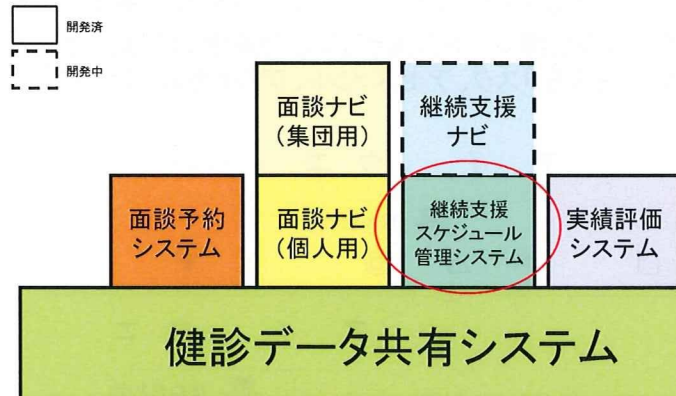 開発済
開発中
面談ナビ
（集団用）
継続支援
ナビ
面談予約
システム
面談ナビ
（個人用）
継続支援
スケジュール
管理システム
実績評価
システム
健診データ共有システム